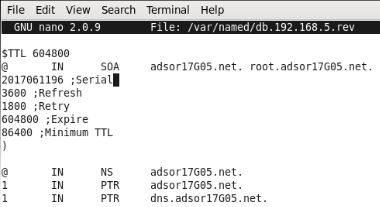 File Edit View Search Terminal Help
GNU nano 2.0.9 File: /var/named/db.192.168.5.rev
$TTL 604800
@ IN SOA adsor17G05.net. root.adsor17G05.net.
2017061196 ;Serial
3600 ;Refresh
1800 ;Retry
604800 ;Expire
86400 ;Minimum TTL
)
@ IN NS adsor17G05.net.
1 IN PTR adsor17G05.net.
1 IN PTR dns.adsor17G05.net.